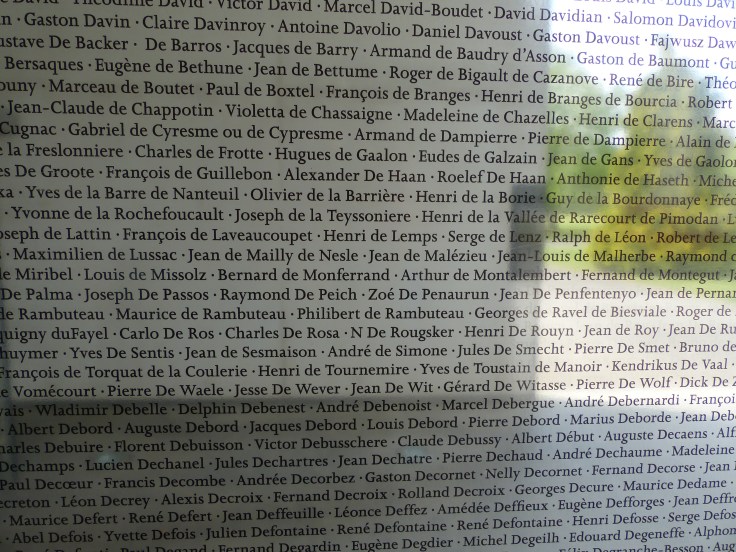 David · Théodmine David · Victor David · Marcel David-Boudet · David Davidian · Salomon Davidovi
n · Gaston Davin · Claire Davinroy · Antoine Davolio · Daniel Davoust · Gaston Davoust · Fajwusz Daw
ustave De Backer · De Barros · Jacques de Barry · Armand de Baudry d'Asson · Gaston de Baumont · Gu
Bersaques · Eugène de Bethune · Jean de Bettume · Roger de Bigault de Cazanove · René de Bire · Théo
ouny · Marceau de Boutet · Paul de Boxtel · François de Branges · Henri de Branges de Bourcia · Robert
· Jean-Claude de Chappotin · Violetta de Chassaigne · Madeleine de Chazelles · Henri de Clarens · Marc
Cugnac · Gabriel de Cyresme ou de Cypresme · Armand de Dampierre · Pierre de Dampierre · Alain de
e la Freslonniere · Charles de Frotte · Hugues de Gaalon · Eudes de Galzain · Jean de Gans · Yves de Gaolon
es De Groote · François de Guillebon · Alexander De Haan · Roelef De Haan · Anthonie de Haseth · Miche
ka · Yves de la Barre de Nanteuil · Olivier de la Barrière · Henri de la Borie · Guy de la Bourdonnaye · Fréd
· Yvonne de la Rochefoucault · Joseph de la Teyssoniere · Henri de la Vallée de Rarecourt de Pimodan · L
oseph de Lattin · François de Laveaucoupet · Henri de Lemps · Serge de Lenz · Ralph de Léon · Robert de Le
· Maximilien de Lussac · Jean de Mailly de Nesle · Jean de Malézieu · Jean-Louis de Malherbe · Raymond d
de Miribel · Louis de Missolz · Bernard de Monferrand · Arthur de Montalembert · Fernand de Montegut · Ja
De Palma · Joseph De Passos · Raymond De Peich · Zoé De Penaurun · Jean De Penfentenyo · Jean de Pernar
de Rambuteau · Maurice de Rambuteau · Philibert de Rambuteau · Georges de Ravel de Biesviale · Roger de
quigny duFayel · Carlo De Ros · Charles De Rosa · N De Rougsker · Henri De Rouyn · Jean de Roy · Jean De Ru
huymer · Yves De Sentis · Jean de Sesmaison · André de Simone · Jules De Smecht · Pierre De Smet · Bruno de
François de Torquat de la Coulerie · Henri de Tournemire · Yves de Toustain de Manoir · Kendrikus De Vaal ·
e Vomécourt · Pierre De Waele · Jesse De Wever · Jean De Wit · Gérard De Witasse · Pierre De Wolf · Dick De Z
vais · Wladimir Debelle · Delphin Debenest · André Debenoist · Marcel Debergue · André Debernardi · Françoi
· Albert Debord · Auguste Debord · Jacques Debord · Louis Debord · Pierre Debord · Marius Deborde · Jean Deb
harles Debuire · Florent Debuisson · Victor Debusschere · Claude Debussy · Albert Début · Auguste Decaens · Alf
Dechamps · Lucien Dechanel · Jules Dechartres · Jean Dechatre · Pierre Dechaud · André Dechaume · Madeleine
Paul Decœur · Francis Decombe · Andrée Decorbez · Gaston Decornet · Nelly Decornet · Fernand Decorse · Jean
ecreton · Léon Decrey · Alexis Decroix · Fernand Decroix · Rolland Decroix · Georges Decure · Maurice Dedame ·
· Maurice Defert · René Defert · Jean Deffeuille · Léonce Deffez · Amédée Deffieux · Eugène Defforges · Jean Deffr
· Abel Defois · Yvette Defois · Julien Defontaine · René Defontaine · René Defontaine · Henri Defosse · Serge Defos
Paul Degand · Fernand Degardin · Eugène Degdier · Michel Degeilh · Edouard Degeneffe · Alphon